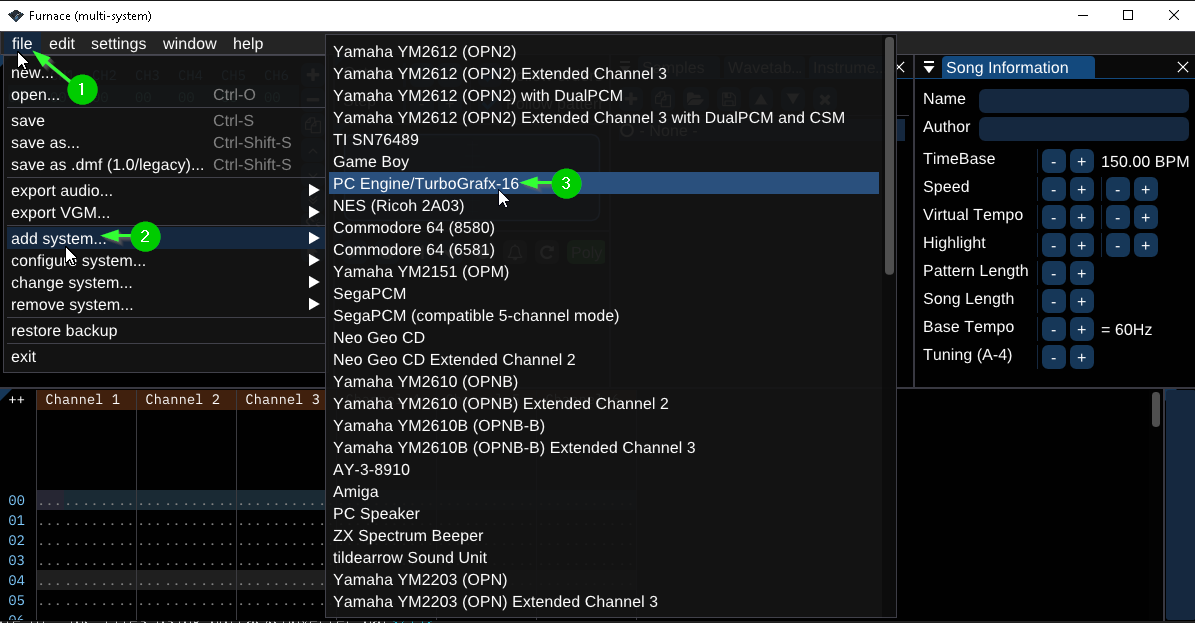 Furnace (multi-system)
file edit settings window help
new...
1
open... Ctrl-O
save Ctrl-S
save as... Ctrl-Shift-S
save as .dmf (1.0/legacy)... Ctrl-Shift-S
export audio...
export VGM...
add system... 2
configure system...
change system...
remove system...
restore backup
exit
CH2 CH3 CH4 CH5 CH6
Yamaha YM2612 (OPN2)
Yamaha YM2612 (OPN2) Extended Channel 3
Yamaha YM2612 (OPN2) with DualPCM
Yamaha YM2612 (OPN2) Extended Channel 3 with DualPCM and CSM
TI SN76489
Game Boy
PC Engine/TurboGrafx-16 3
NES (Ricoh 2A03)
Commodore 64 (8580)
Commodore 64 (6581)
Yamaha YM2151 (OPM)
SegaPCM
SegaPCM (compatible 5-channel mode)
Neo Geo CD
Neo Geo CD Extended Channel 2
Yamaha YM2610 (OPNB)
Yamaha YM2610 (OPNB) Extended Channel 2
Yamaha YM2610B (OPNB-B)
Yamaha YM2610B (OPNB-B) Extended Channel 3
AY-3-8910
Amiga
PC Speaker
ZX Spectrum Beeper
tildearrow Sound Unit
Yamaha YM2203 (OPN)
Yamaha YM2203 (OPN) Extended Channel 3
Wavetab.. Instrume..
- None -
Poly
Song Information
Name
Author
TimeBase - + 150.00 BPM
Speed - + - +
Virtual Tempo - + - +
Highlight - + - +
Pattern Length - +
Song Length - +
Base Tempo - + = 60Hz
Tuning (A-4) - +
++ Channel 1 Channel 2 Channel 3
00
01
02
03
04
05